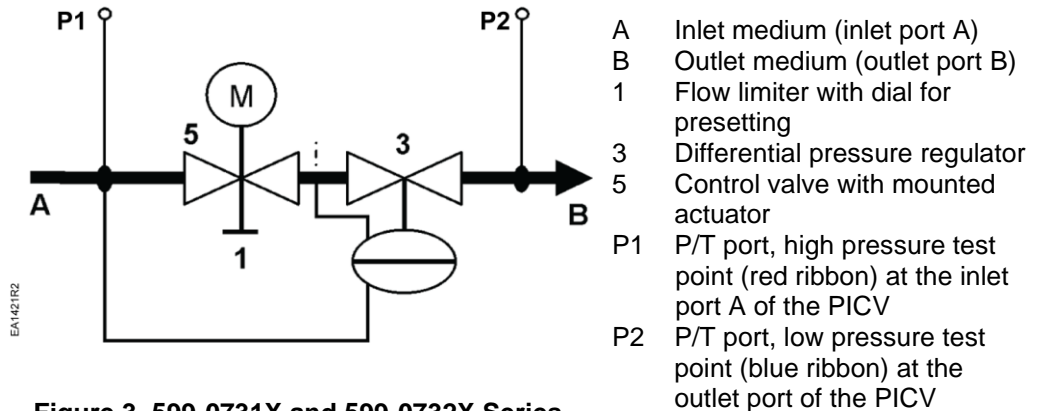 P1
P2
M
5
3
A
B
1
EA1421R2
A Inlet medium (inlet port A)
B Outlet medium (outlet port B)
1 Flow limiter with dial for
presetting
3 Differential pressure regulator
5 Control valve with mounted
actuator
P1 P/T port, high pressure test
point (red ribbon) at the inlet
port A of the PICV
P2 P/T port, low pressure test
point (blue ribbon) at the
outlet port of the PICV
Figure 3. 599-0731X and 599-0732X Series